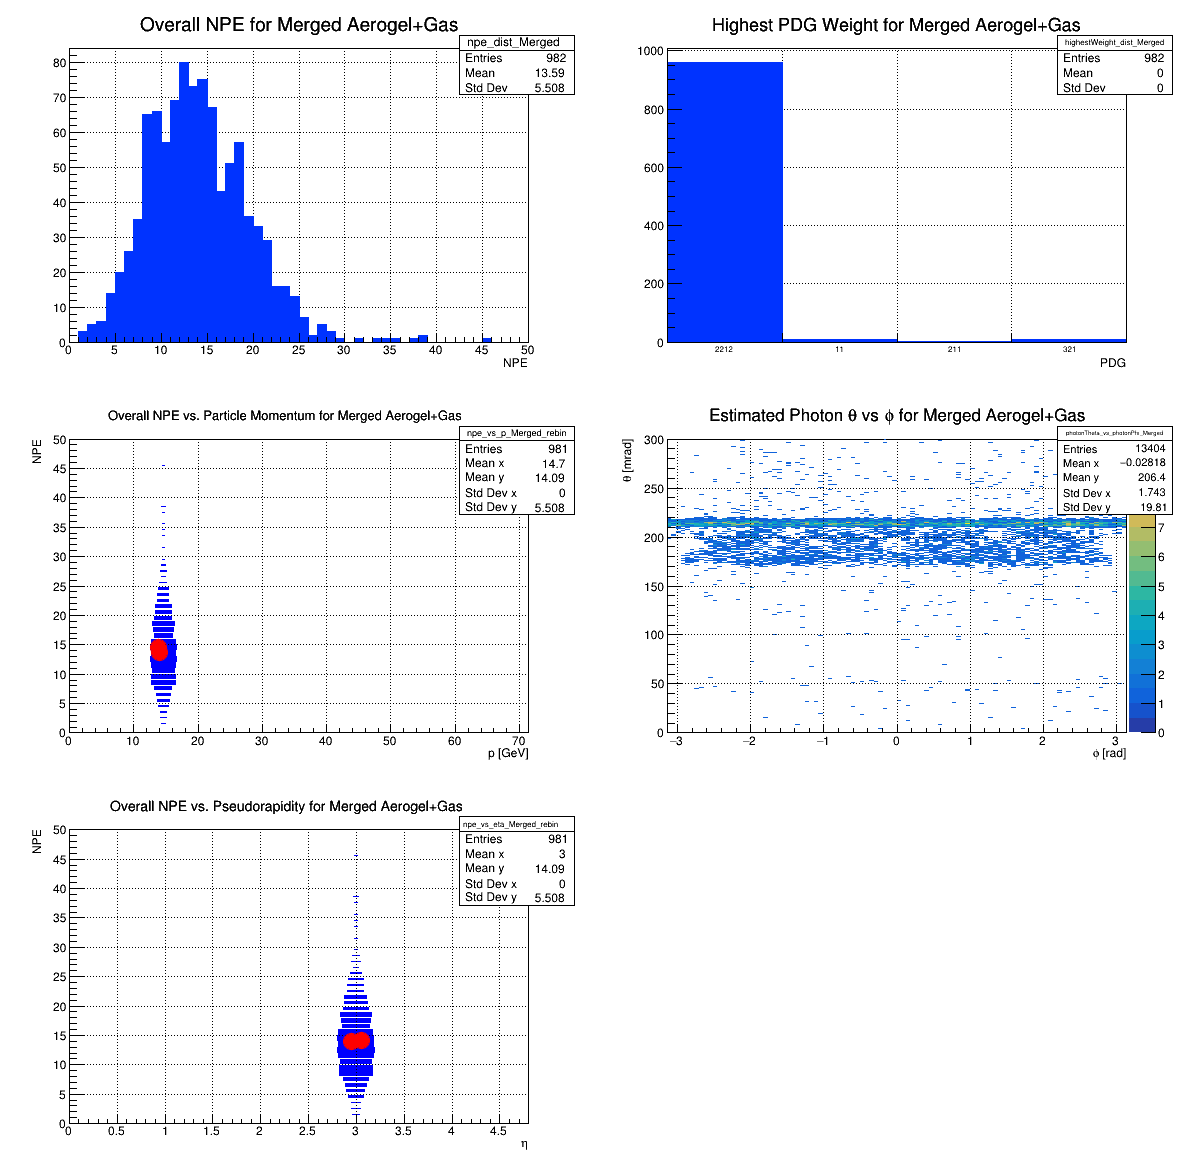 Overall NPE for Merged Aerogel+Gas
npe_dist_Merged
Entries 982
Mean 13.59
Std Dev 5.508
80
70
60
50
40
30
20
10
0
0 5 10 15 20 25 30 35 40 45 50
NPE
Highest PDG Weight for Merged Aerogel+Gas
highestWeight_dist_Merged
Entries 982
Mean 0
Std Dev 0
1000
800
600
400
200
0
2212 11 211 321
PDG
Overall NPE vs. Particle Momentum for Merged Aerogel+Gas
npe_vs_p_Merged_rebin
Entries 981
Mean x 14.7
Mean y 14.09
Std Dev x 0
Std Dev y 5.508
NPE
50
45
40
35
30
25
20
15
10
5
0
0 10 20 30 40 50 60 70
p [GeV]
Estimated Photon θ vs ϕ for Merged Aerogel+Gas
photonTheta_vs_photonPhi_Merged
Entries 13404
Mean x −0.02818
Mean y 206.4
Std Dev x 1.743
Std Dev y 19.81
θ [mrad]
300
250
200
150
100
50
0
−3 −2 −1 0 1 2 3
ϕ [rad]
7
6
5
4
3
2
1
0
Overall NPE vs. Pseudorapidity for Merged Aerogel+Gas
npe_vs_eta_Merged_rebin
Entries 981
Mean x 3
Mean y 14.09
Std Dev x 0
Std Dev y 5.508
NPE
50
45
40
35
30
25
20
15
10
5
0
0 0.5 1 1.5 2 2.5 3 3.5 4 4.5
η